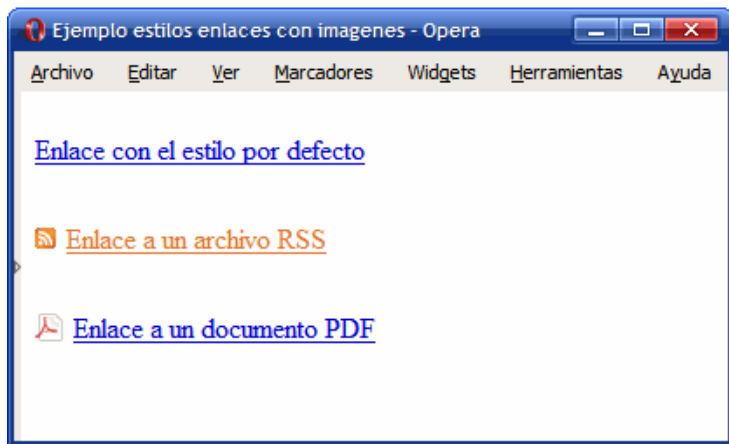 Ejemplo estilos enlaces con imagenes - Opera
Archivo Editar Ver Marcadores Widgets Herramientas Ayuda
Enlace con el estilo por defecto
Enlace a un archivo RSS
Enlace a un documento PDF